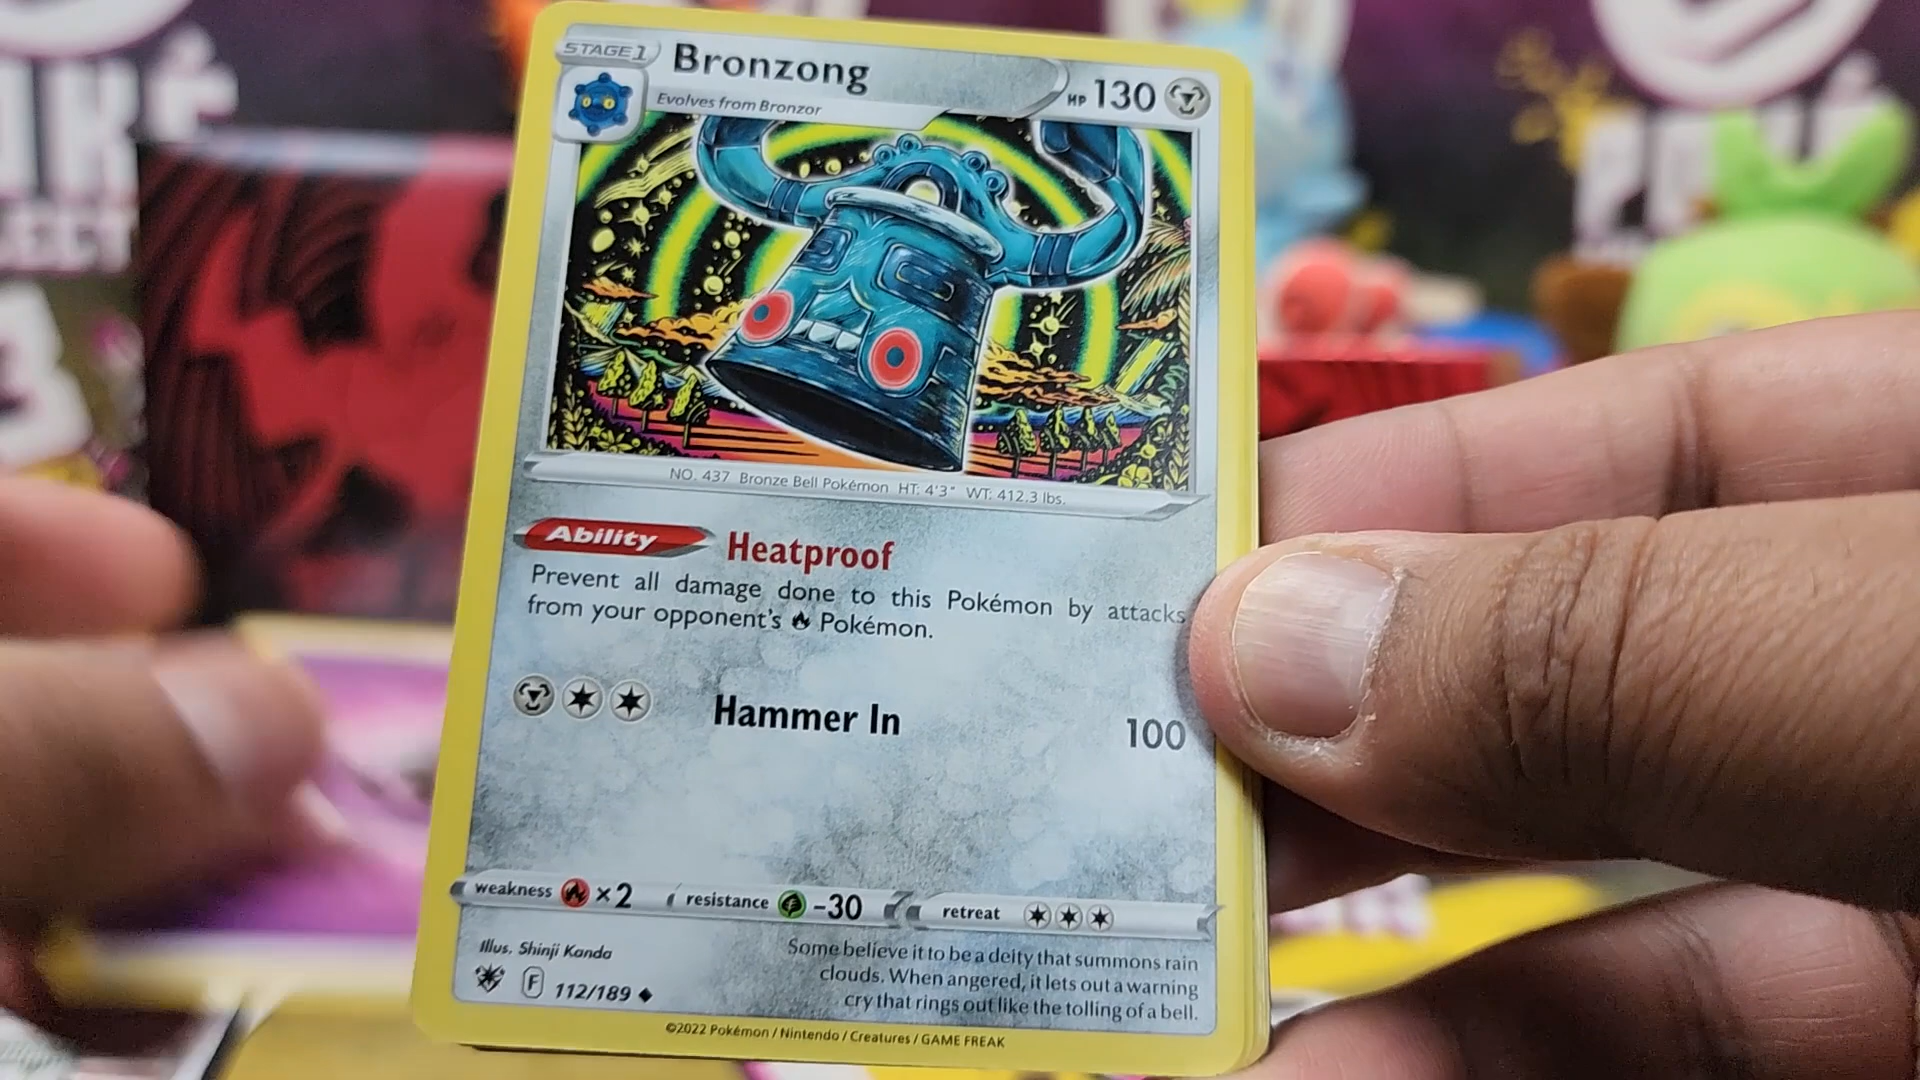 STAGE 1
Bronzong
HP 130
Evolves from Bronzor
NO. 437 Bronze Bell Pokémon HT: 4'3" WT: 412.3 lbs.
Ability Heatproof
Prevent all damage done to this Pokémon by attacks
from your opponent's Pokémon.
Hammer In 100
weakness ×2 resistance -30 retreat
Illus. Shinji Kanda
Some believe it to be a deity that summons rain
clouds. When angered, it lets out a warning
cry that rings out like the tolling of a bell.
F 112/189
©2022 Pokémon / Nintendo / Creatures / GAME FREAK